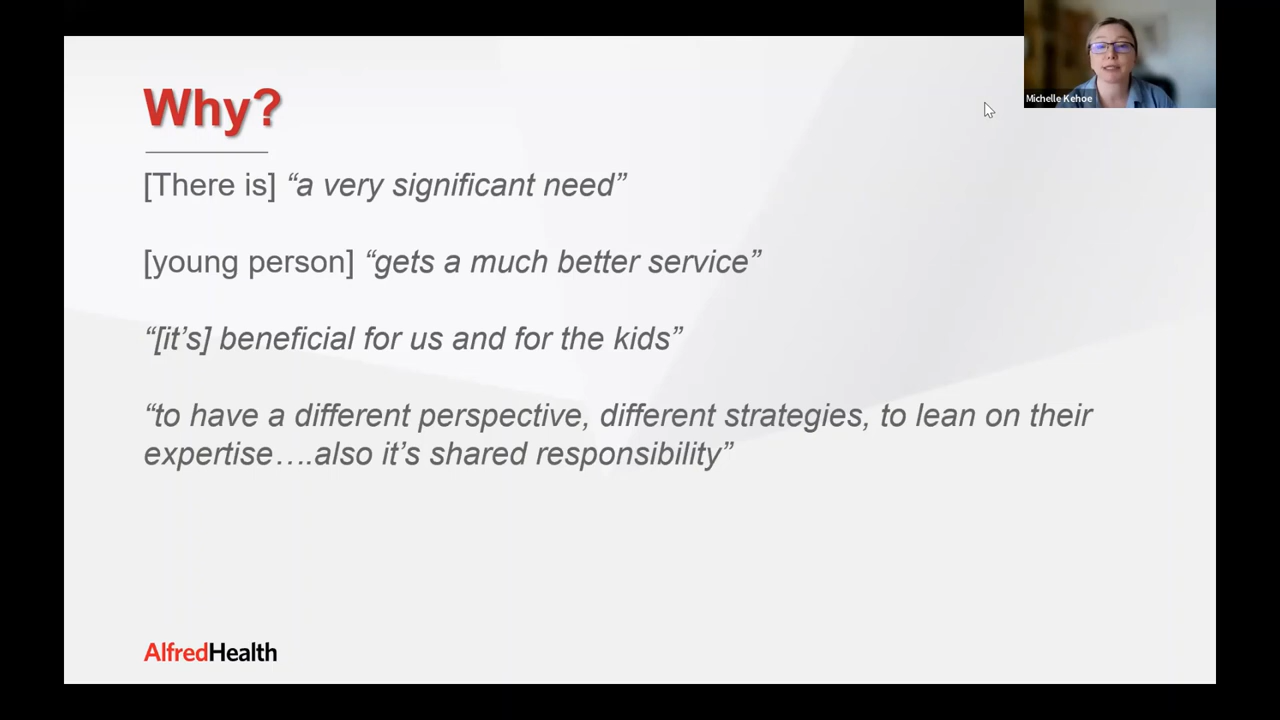 Why?
Michelle Kehoe
[There is] “a very significant need”
[young person] “gets a much better service”
“[it’s] beneficial for us and for the kids”
“to have a different perspective, different strategies, to lean on their
expertise….also it’s shared responsibility”
AlfredHealth